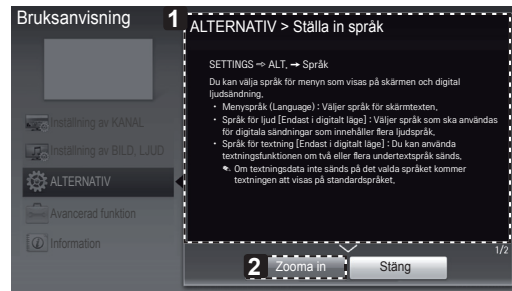 Bruksanvisning
1
ALTERNATIV > Ställa in språk
SETTINGS ⇨ ALT. ➞ Språk
Du kan välja språk för menyn som visas på skärmen och digital
ljudsändning.
• Menyspråk (Language) : Väljer språk för skärmtexten.
• Språk för ljud [Endast i digitalt läge] : Väljer språk som ska användas
för digitala sändningar som innehåller flera ljudspråk.
• Språk för textning [Endast i digitalt läge] : Du kan använda
textningsfunktionen om två eller flera undertextspråk sänds.
✎ Om textningsdata inte sänds på det valda språket kommer
textningen att visas på standardspråket.
Inställning av KANAL
Inställning av BILD, LJUD
ALTERNATIV
Avancerad funktion
Information
1/2
2
Zooma in
Stäng